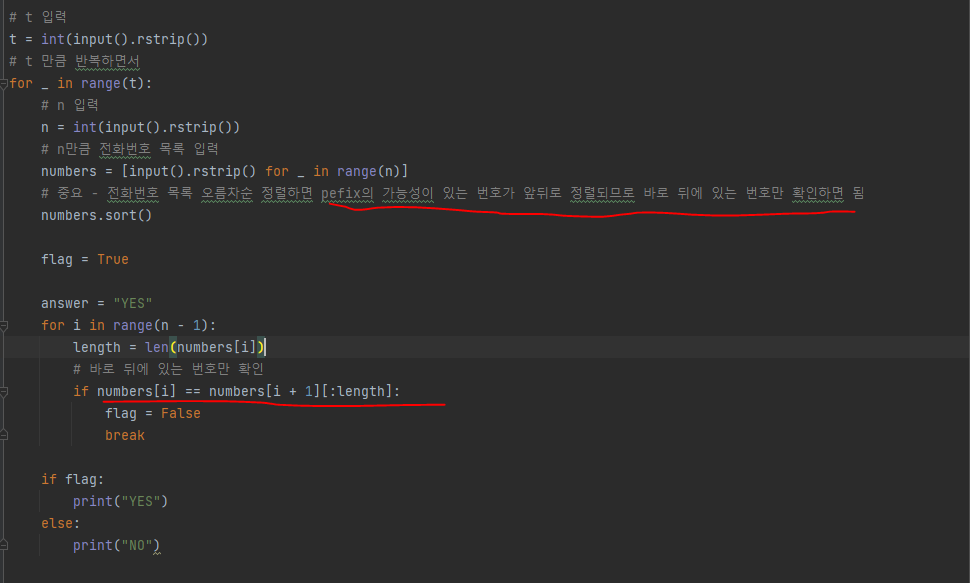 # t 입력
t = int(input().rstrip())
# t 만큼 반복하면서
for _ in range(t):
    # n 입력
    n = int(input().rstrip())
    # n만큼 전화번호 목록 입력
    numbers = [input().rstrip() for _ in range(n)]
    # 중요 - 전화번호 목록 오름차순 정렬하면 pefix의 가능성이 있는 번호가 앞뒤로 정렬되므로 바로 뒤에 있는 번호만 확인하면 됨
    numbers.sort()
    flag = True
    answer = "YES"
    for i in range(n - 1):
        length = len(numbers[i])
        # 바로 뒤에 있는 번호만 확인
        if numbers[i] == numbers[i + 1][:length]:
            flag = False
            break
    if flag:
        print("YES")
    else:
        print("NO")